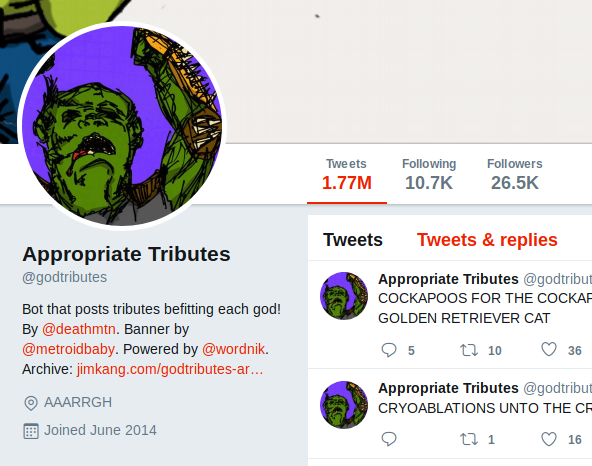 Tweets Following Followers
1.77M 10.7K 26.5K
Appropriate Tributes
@godtributes
Bot that posts tributes befitting each god!
By @deathmtn. Banner by
@metroidbaby. Powered by @wordnik.
Archive: jimkang.com/godtributes-ar…
AAARRGH
Joined June 2014
Tweets Tweets & replies
Appropriate Tributes @godtribut
COCKAPOOS FOR THE COCKAP
GOLDEN RETRIEVER CAT
5 10 36
Appropriate Tributes @godtribut
CRYOABLATIONS UNTO THE CR
1 16